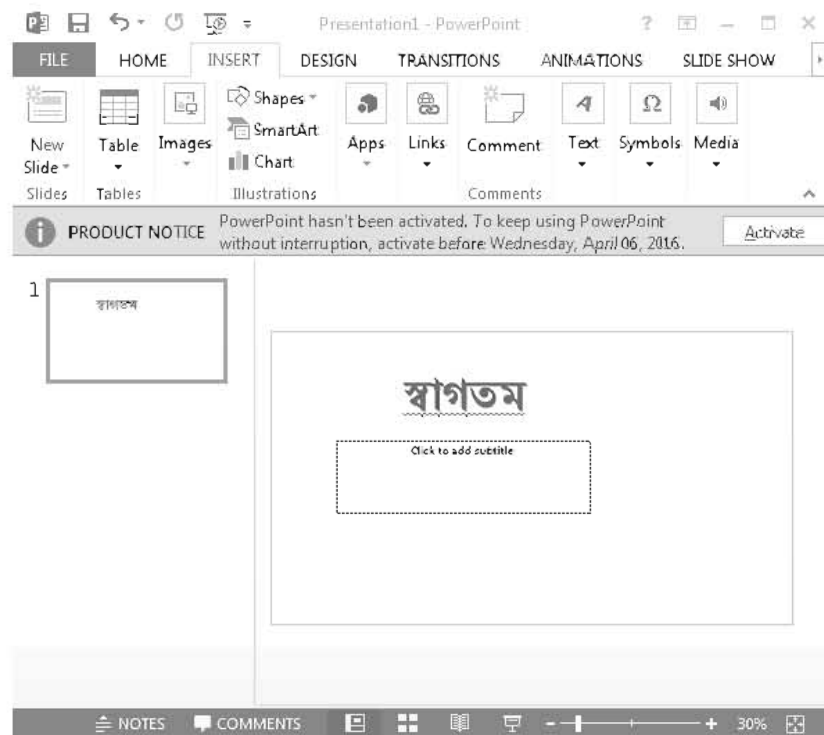 Presentation1 - PowerPoint ?
FILE HOME INSERT DESIGN TRANSITIONS ANIMATIONS SLIDE SHOW
New Slide
Table
Images
Shapes
SmartArt
Chart
Apps
Links
Comment
Text
Symbols
Media
Slides Tables Illustrations Comments
PRODUCT NOTICE PowerPoint hasn't been activated. To keep using PowerPoint
without interruption, activate before Wednesday, April 06, 2016. Activate
1
স্বাগতম
স্বাগতম
Click to add subtitle
NOTES COMMENTS 30%